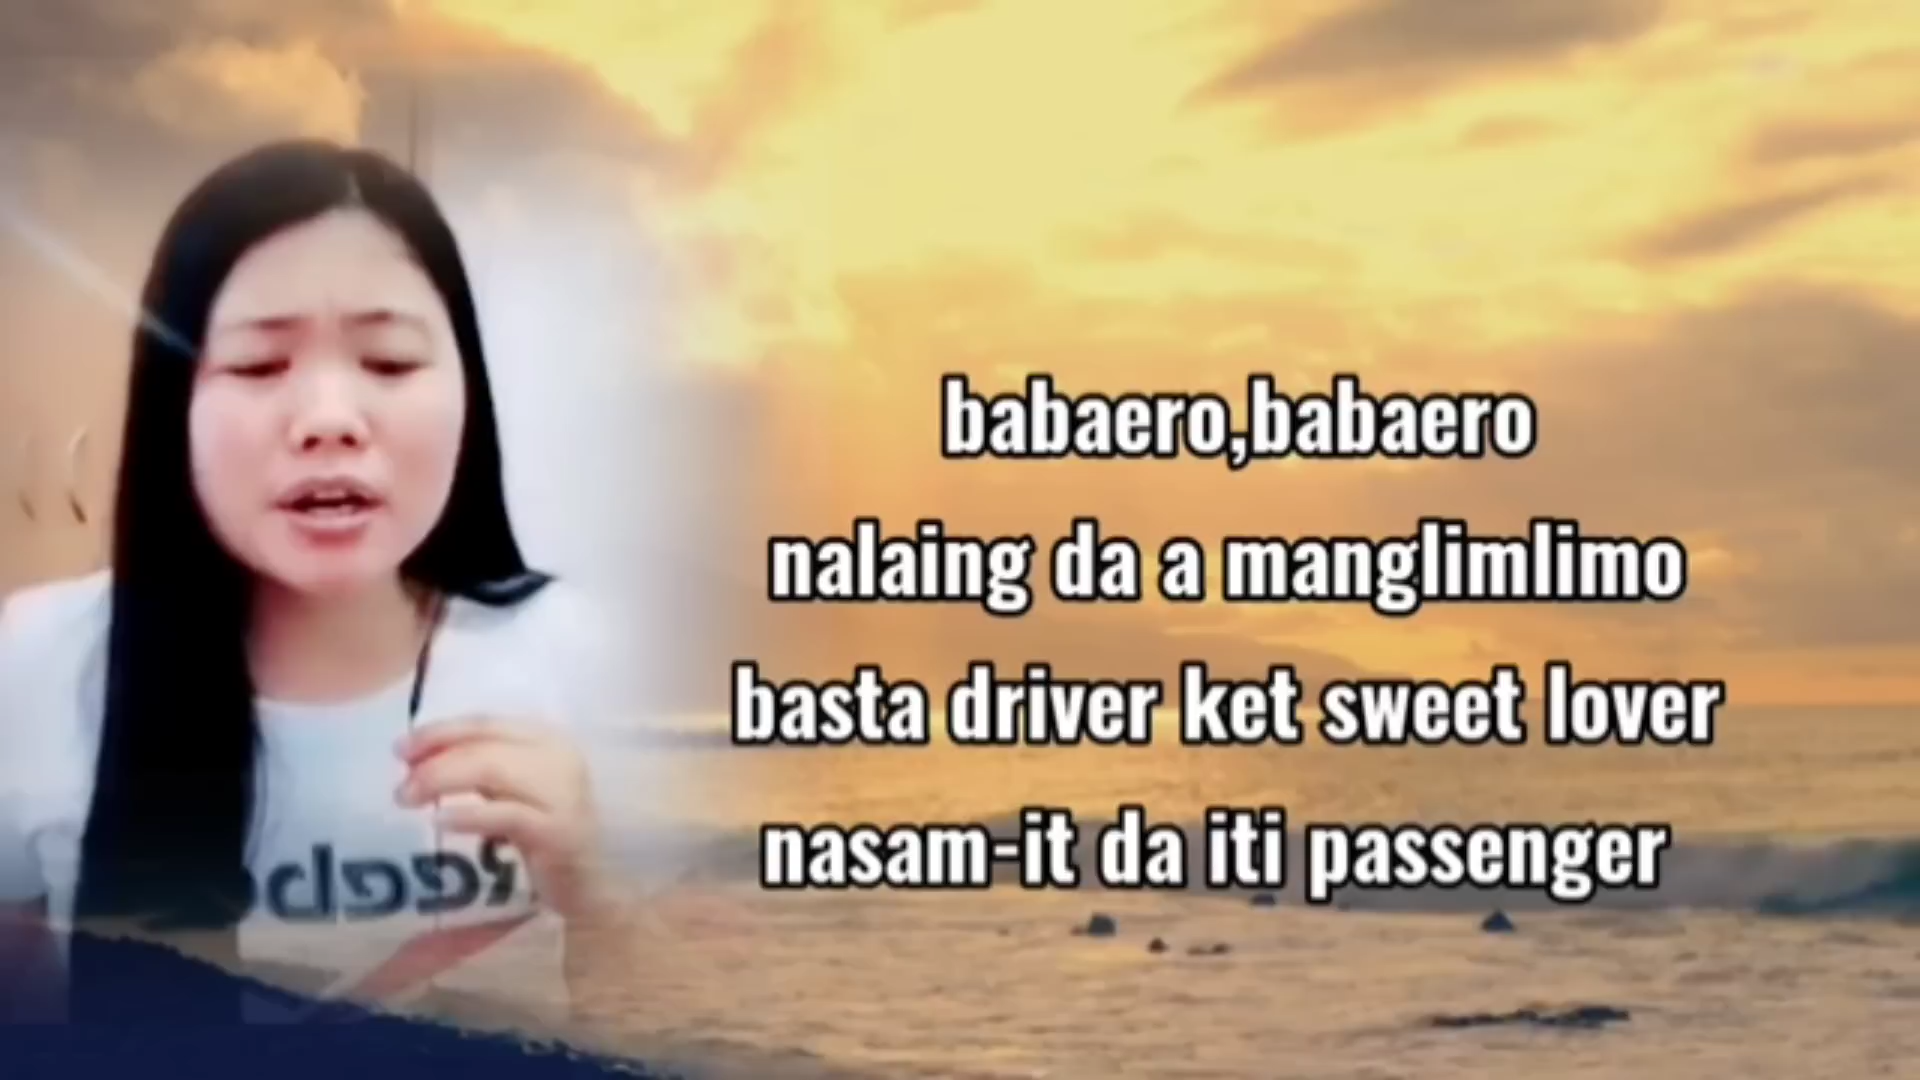 babaero,babaero
nalaing da a manglimlimo
basta driver ket sweet lover
nasam-it da iti passenger